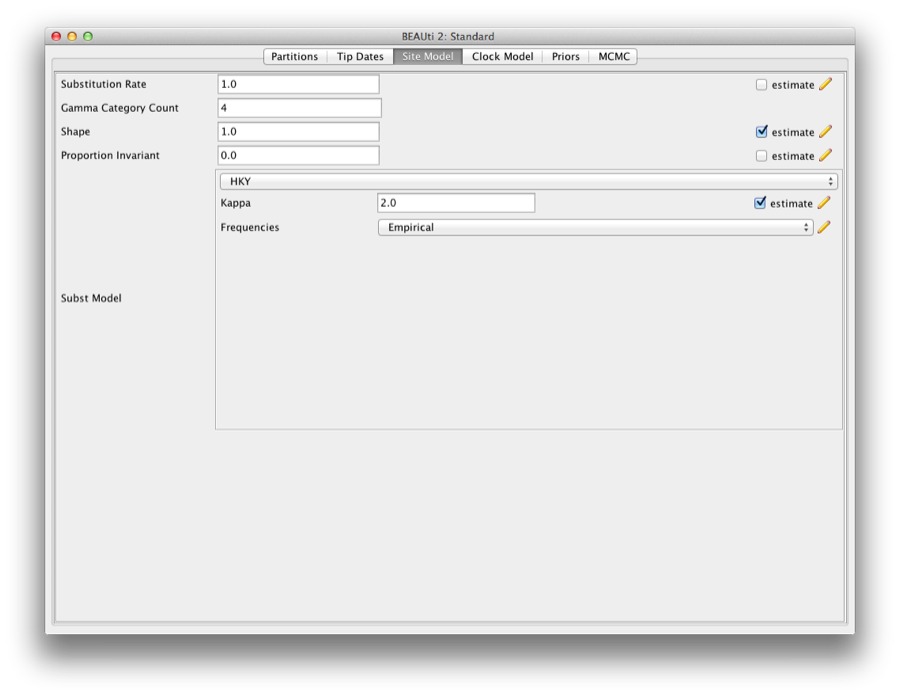 BEAUti 2: Standard
Partitions Tip Dates Site Model Clock Model Priors MCMC
Substitution Rate 1.0 estimate
Gamma Category Count 4
Shape 1.0 estimate
Proportion Invariant 0.0 estimate
HKY
Kappa 2.0 estimate
Frequencies Empirical
Subst Model